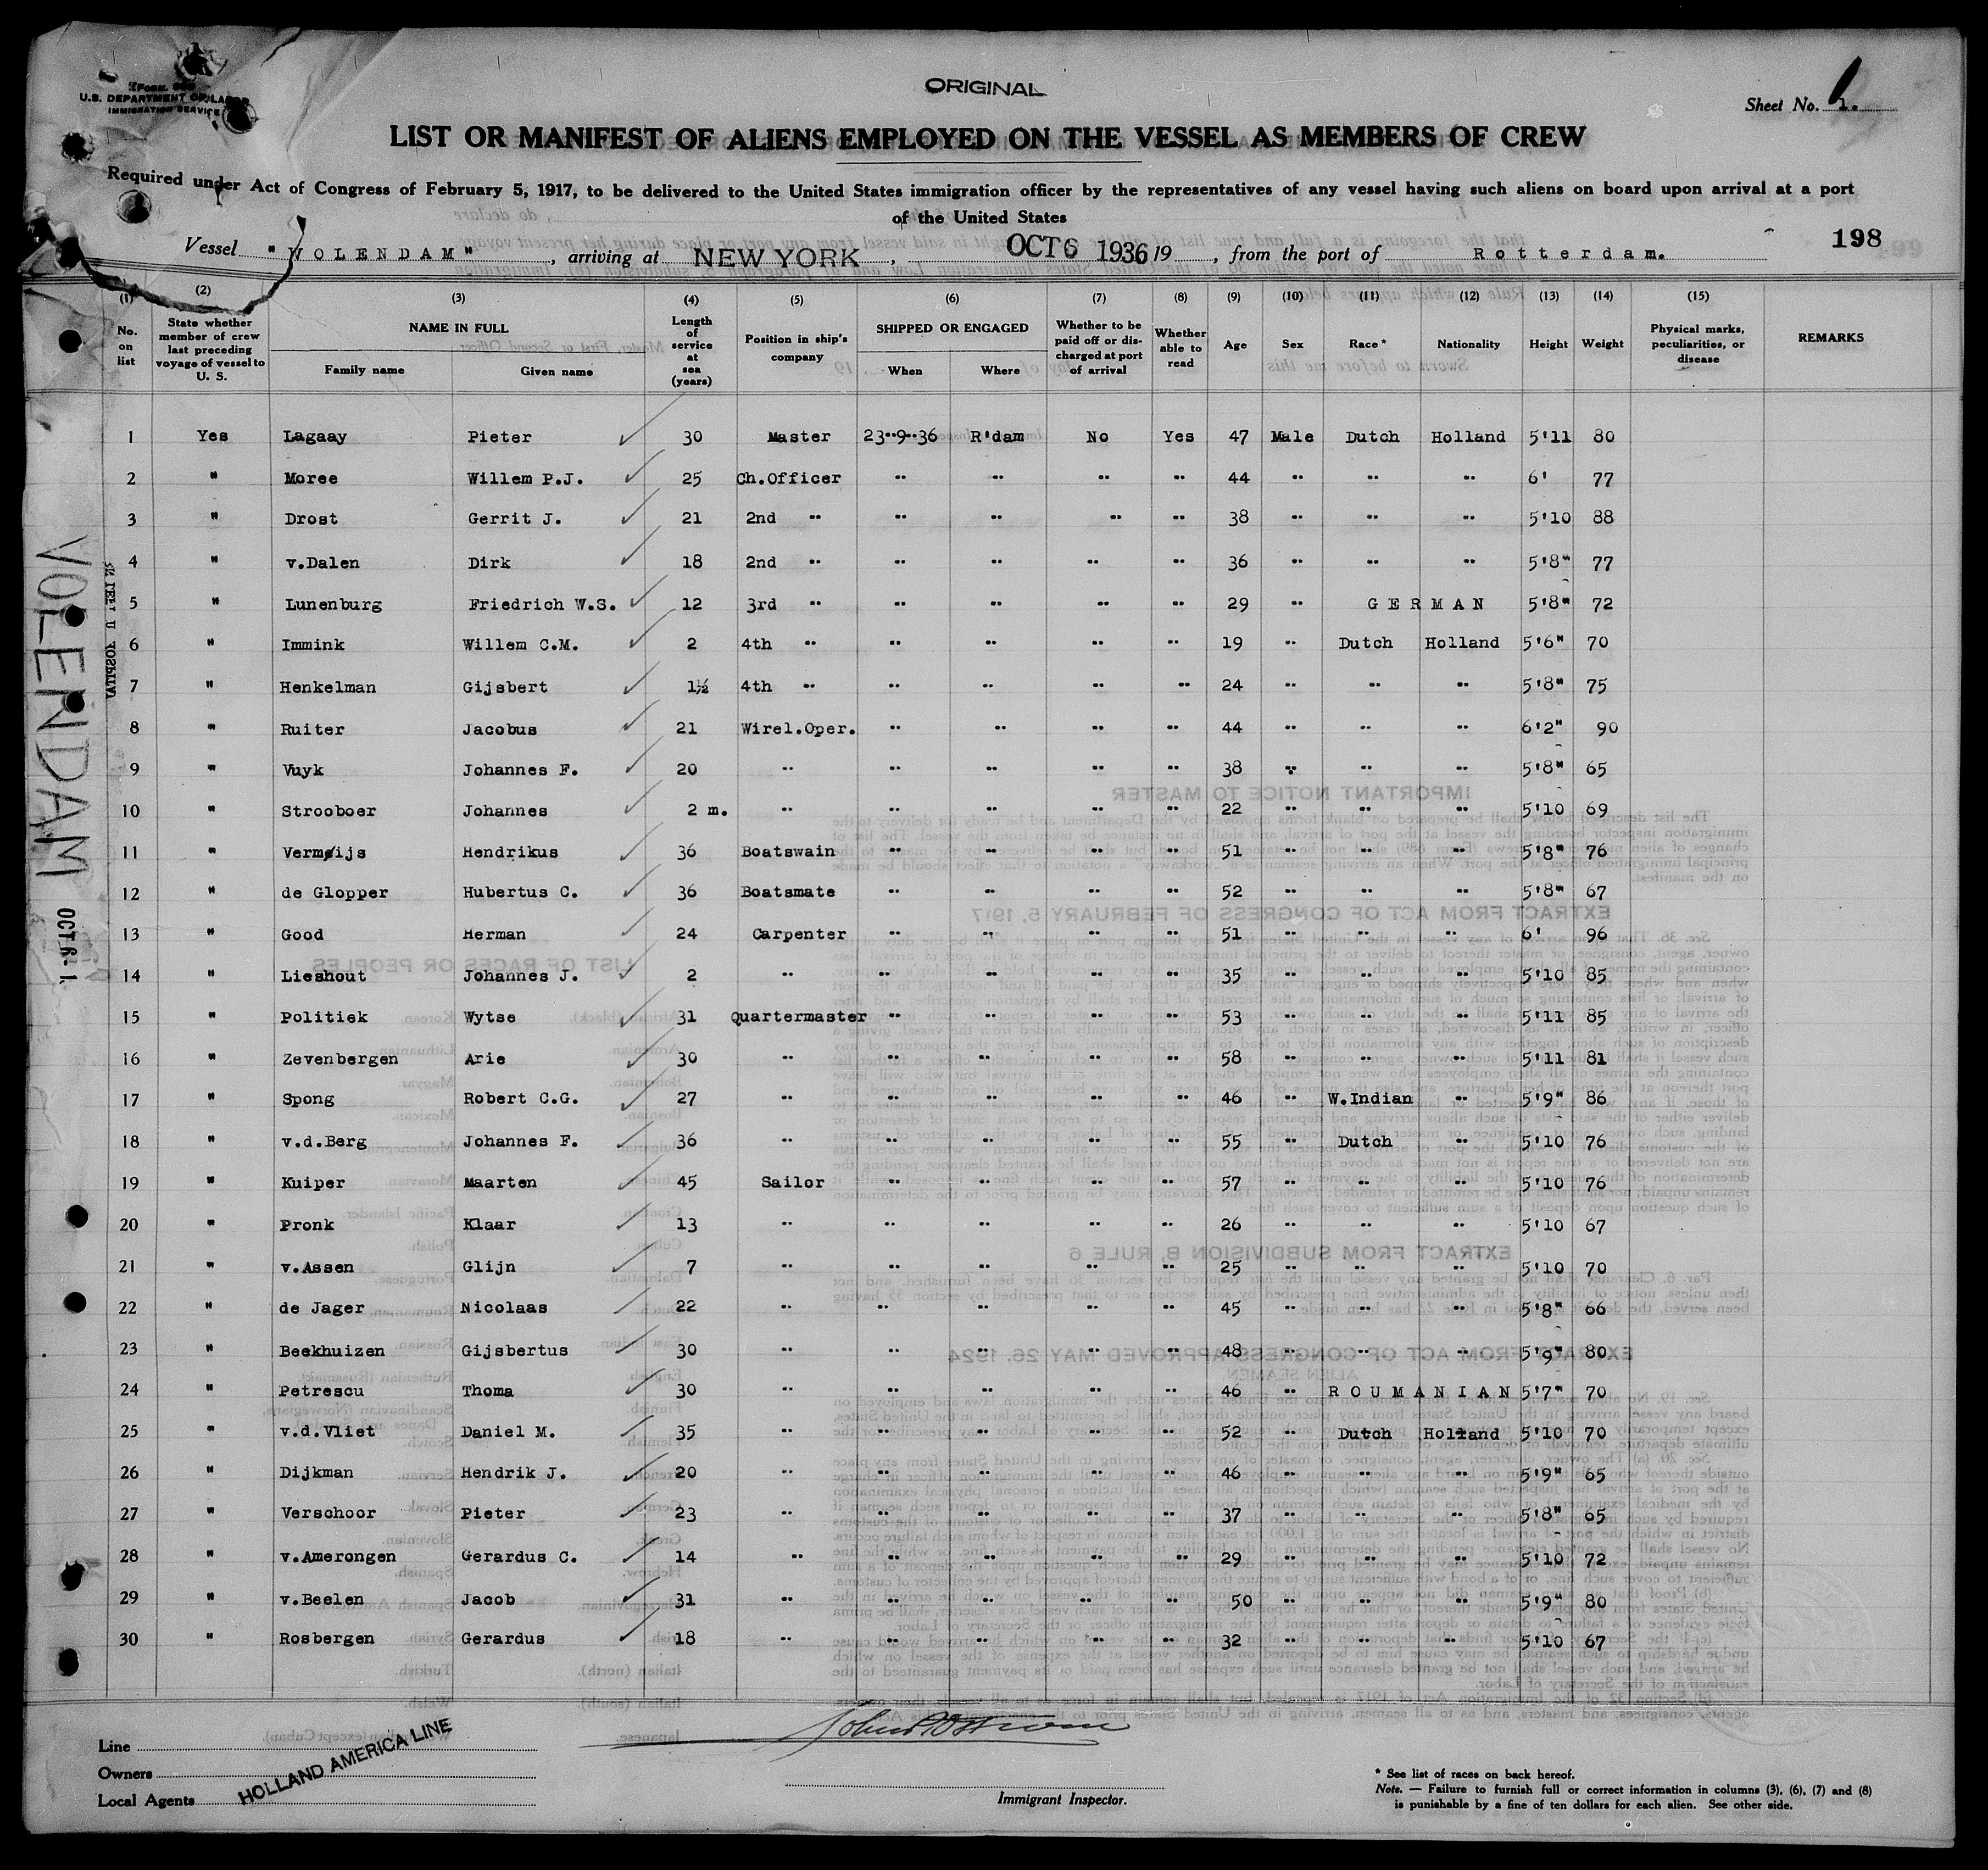 Form 689
U.S. DEPARTMENT OF LABOR
IMMIGRATION SERVICE
ORIGINAL
Sheet No. 1.
LIST OR MANIFEST OF ALIENS EMPLOYED ON THE VESSEL AS MEMBERS OF CREW
Required under Act of Congress of February 5, 1917, to be delivered to the United States immigration officer by the representatives of any vessel having such aliens on board upon arrival at a port
of the United States
Vessel "VOLENDAM", arriving at NEW YORK, OCT 6 1936 19, from the port of Rotterdam. 198
(1) (2) (3) (4) (5) (6) (7) (8) (9) (10) (11) (12) (13) (14) (15)
No. on list State whether member of crew last preceding voyage of vessel to U. S. NAME IN FULL Family name Given name Length of service at sea (years) Position in ship's company SHIPPED OR ENGAGED When Where Whether to be paid off or discharged at port of arrival Whether able to read Age Sex Race* Nationality Height Weight Physical marks, peculiarities, or disease REMARKS
1 Yes Lagaay Pieter 30 Master 23-9-36 R'dam No Yes 47 Male Dutch Holland 5'11 80
2 " Moree Willem P.J. 25 Ch.Officer " " " " 44 " " " 6' 77
3 " Drost Gerrit J. 21 2nd " " " " " 38 " " " 5'10 88
4 " v.Dalen Dirk 18 2nd " " " " " 36 " " " 5'8" 77
5 " Lunenburg Friedrich W.S. 12 3rd " " " " " 29 " GERMAN 5'8" 72
6 " Immink Willem C.M. 2 4th " " " " " 19 " Dutch Holland 5'6" 70
7 " Henkelman Gijsbert 1½ 4th " " " " " 24 " " " 5'8" 75
8 " Ruiter Jacobus 21 Wirel.Oper. " " " " 44 " " " 6'2" 90
9 " Vuyk Johannes F. 20 " " " " " 38 " " " 5'8" 65
10 " Strooboer Johannes 2 m. " " " " " 22 " " " 5'10 69
11 " Vermeijs Hendrikus 36 Boatswain " " " " 51 " " " 5'8" 76
12 " de Glopper Hubertus C. 36 Boatsmate " " " " 52 " " " 5'8" 67
13 " Good Herman 24 Carpenter " " " " 51 " " " 6' 96
14 " Lieshout Johannes J. 2 " " " " " 35 " " " 5'10 85
15 " Politiek Wytse 31 Quartermaster " " " " 53 " " " 5'11 85
16 " Zevenbergen Arie 30 " " " " " 58 " " " 5'11 81
17 " Spong Robert C.G. 27 " " " " " 46 " W.Indian " 5'9" 86
18 " v.d.Berg Johannes F. 36 " " " " " 55 " Dutch " 5'10 76
19 " Kuiper Maarten 45 Sailor " " " " 57 " " " 5'10 76
20 " Pronk Klaar 13 " " " " " 26 " " " 5'10 67
21 " v.Assen Glijn 7 " " " " " 25 " " " 5'10 70
22 " de Jager Nicolaas 22 " " " " " 45 " " " 5'8" 66
23 " Beekhuizen Gijsbertus 30 " " " " " 48 " " " 5'9" 80
24 " Petrescu Thoma 30 " " " " " 46 " ROUMANIAN 5'7" 70
25 " v.d.Vliet Daniel M. 35 " " " " " 52 " Dutch Holland 5'10 70
26 " Dijkman Hendrik J. 20 " " " " " 46 " " " 5'9" 65
27 " Verschoor Pieter 23 " " " " " 37 " " " 5'8" 65
28 " v.Amerongen Gerardus C. 14 " " " " " 29 " " " 5'10 72
29 " v.Beelen Jacob 31 " " " " " 50 " " " 5'9" 80
30 " Rosbergen Gerardus 18 " " " " " 32 " " " 5'10 67
VOLENDAM
OCT 6 - 1
Line
Owners HOLLAND AMERICA LINE
Local Agents
Immigrant Inspector.
* See list of races on back hereof.
Note. — Failure to furnish full or correct information in columns (3), (6), (7) and (8)
is punishable by a fine of ten dollars for each alien. See other side.